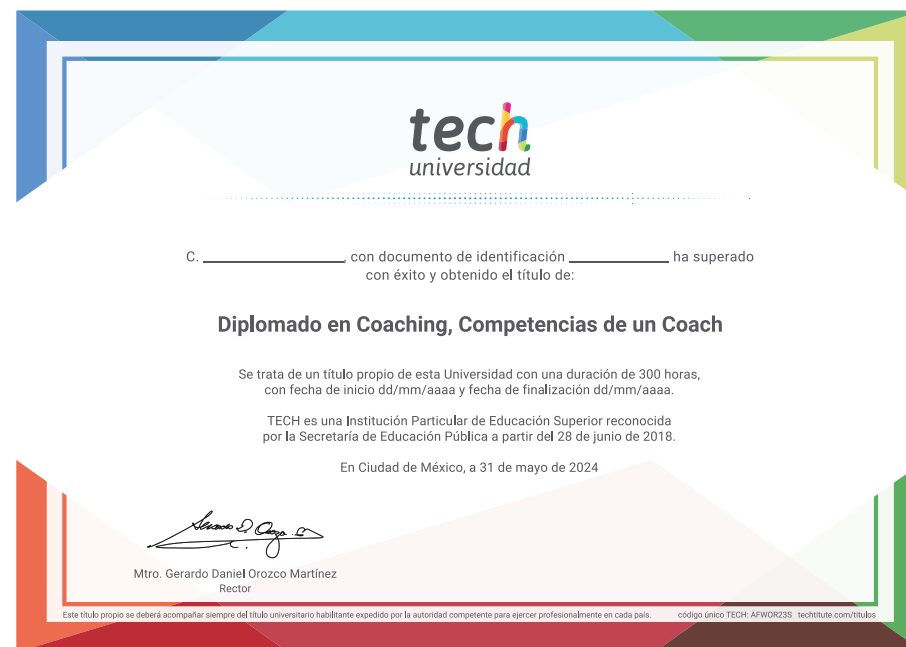 tech
universidad
C. ____________, con documento de identificación ____________ ha superado
con éxito y obtenido el título de:
Diplomado en Coaching, Competencias de un Coach
Se trata de un título propio de esta Universidad con una duración de 300 horas,
con fecha de inicio dd/mm/aaaa y fecha de finalización dd/mm/aaaa.
TECH es una Institución Particular de Educación Superior reconocida
por la Secretaría de Educación Pública a partir del 28 de junio de 2018.
En Ciudad de México, a 31 de mayo de 2024
Mtro. Gerardo Daniel Orozco Martínez
Rector
Este título propio se deberá acompañar siempre del título universitario habilitante expedido por la autoridad competente para ejercer profesionalmente en cada país. código único TECH: AFWOR23S techtitute.com/titulos